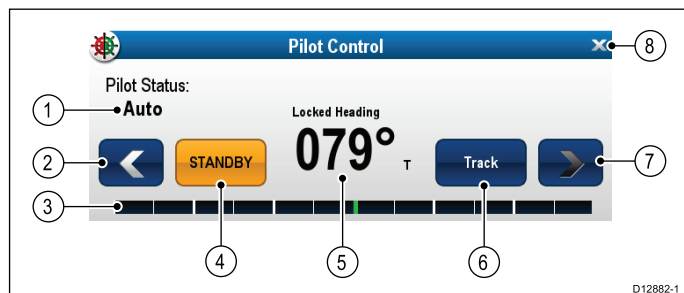 Pilot Control
8
Pilot Status:
1
Auto
Locked Heading
079° T
2
STANDBY
Track
7
3
4
5
6
D12882-1